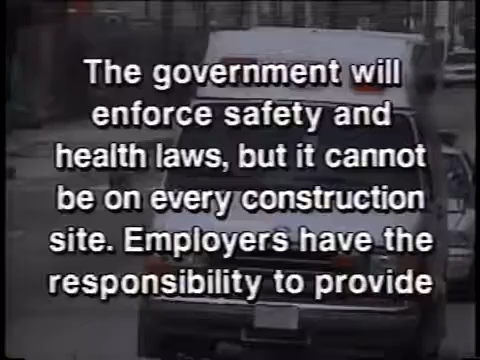 The government will
enforce safety and
health laws, but it cannot
be on every construction
site. Employers have the
responsibility to provide